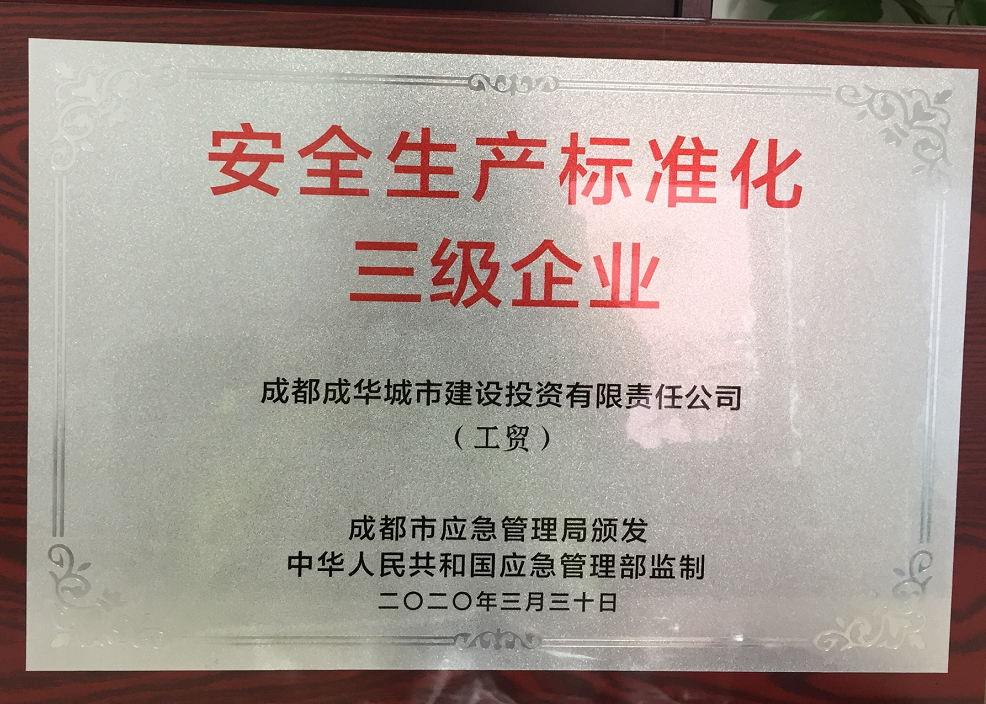 安全生产标准化
三级企业
成都成华城市建设投资有限责任公司
（工贸）
成都市应急管理局颁发
中华人民共和国应急管理部监制
二〇二〇年三月三十日